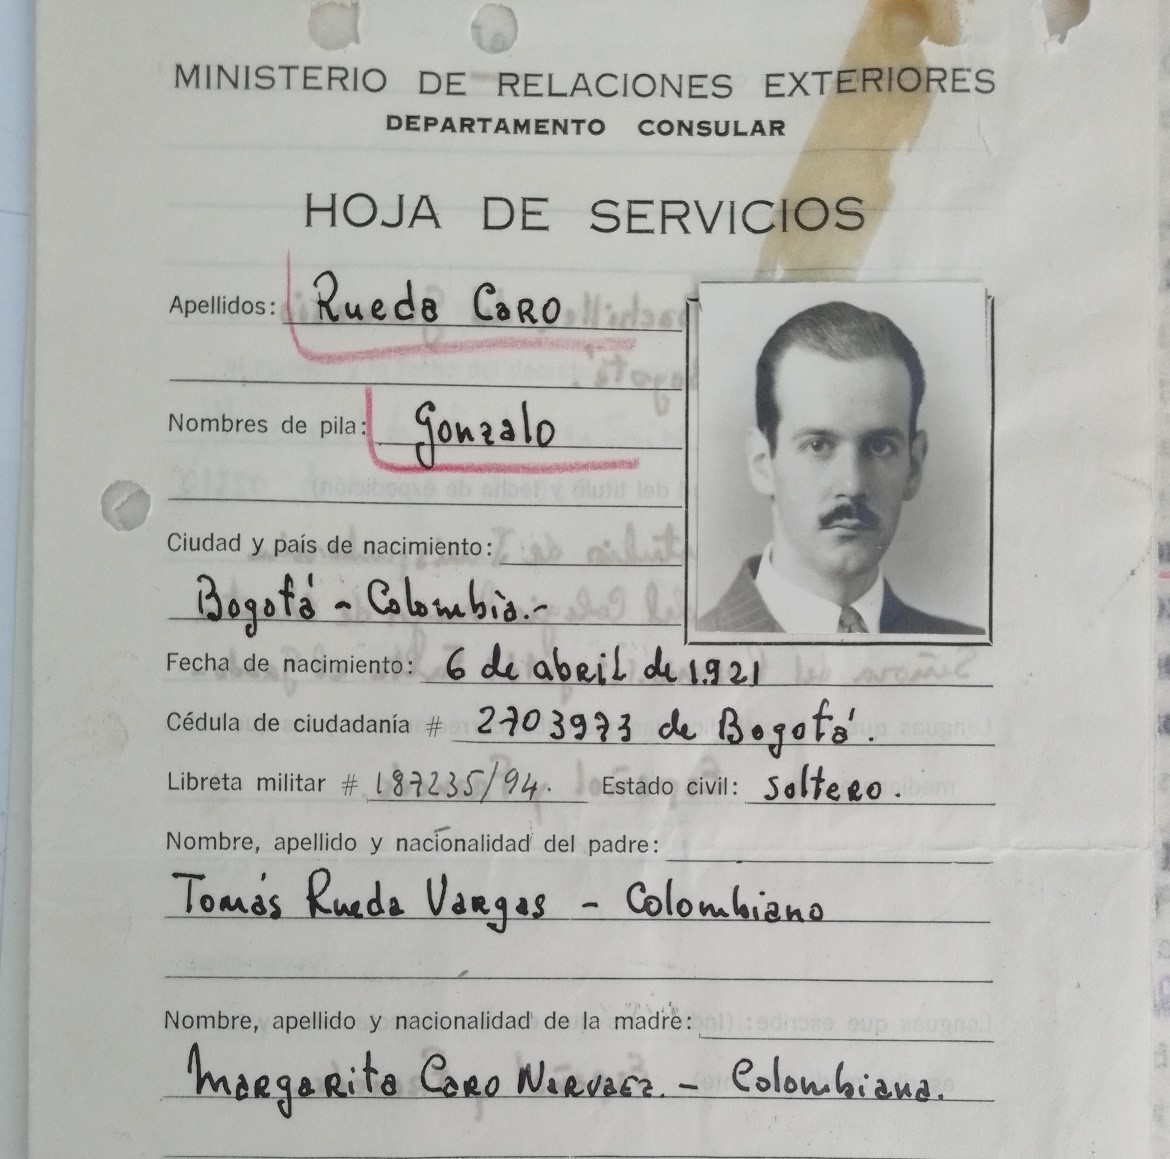 MINISTERIO DE RELACIONES EXTERIORES
DEPARTAMENTO CONSULAR
HOJA DE SERVICIOS
Apellidos: Rueda Caro
Nombres de pila: Gonzalo
Ciudad y país de nacimiento:
Bogotá - Colombia.-
Fecha de nacimiento: 6 de abril de 1.921
Cédula de ciudadanía # 2703973 de Bogotá.
Libreta militar # 187235/94. Estado civil: soltero.
Nombre, apellido y nacionalidad del padre:
Tomás Rueda Vargas - Colombiano
Nombre, apellido y nacionalidad de la madre:
Margarita Caro Narvaez. - Colombiana.